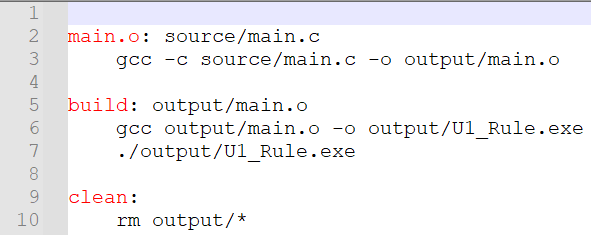 1
2 main.o: source/main.c
3     gcc -c source/main.c -o output/main.o
4
5 build: output/main.o
6     gcc output/main.o -o output/U1_Rule.exe
7     ./output/U1_Rule.exe
8
9 clean:
10     rm output/*